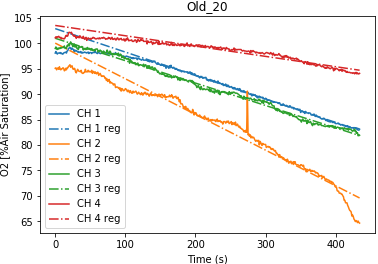 Old_20
O2 [%Air Saturation]
105
100
95
90
85
80
75
70
65
CH 1
CH 1 reg
CH 2
CH 2 reg
CH 3
CH 3 reg
CH 4
CH 4 reg
0 100 200 300 400
Time (s)